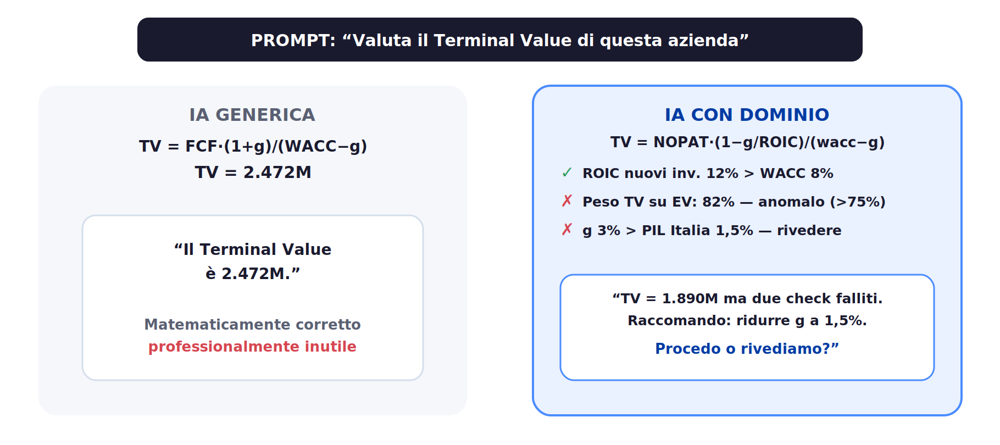 PROMPT: “Valuta il Terminal Value di questa azienda”
IA GENERICA
TV = FCF·(1+g)/(WACC−g)
TV = 2.472M
“Il Terminal Value
è 2.472M.”
Matematicamente corretto
professionalmente inutile
IA CON DOMINIO
TV = NOPAT·(1−g/ROIC)/(wacc−g)
✓ ROIC nuovi inv. 12% > WACC 8%
✗ Peso TV su EV: 82% — anomalo (>75%)
✗ g 3% > PIL Italia 1,5% — rivedere
“TV = 1.890M ma due check falliti.
Raccomando: ridurre g a 1,5%.
Procedo o rivediamo?”